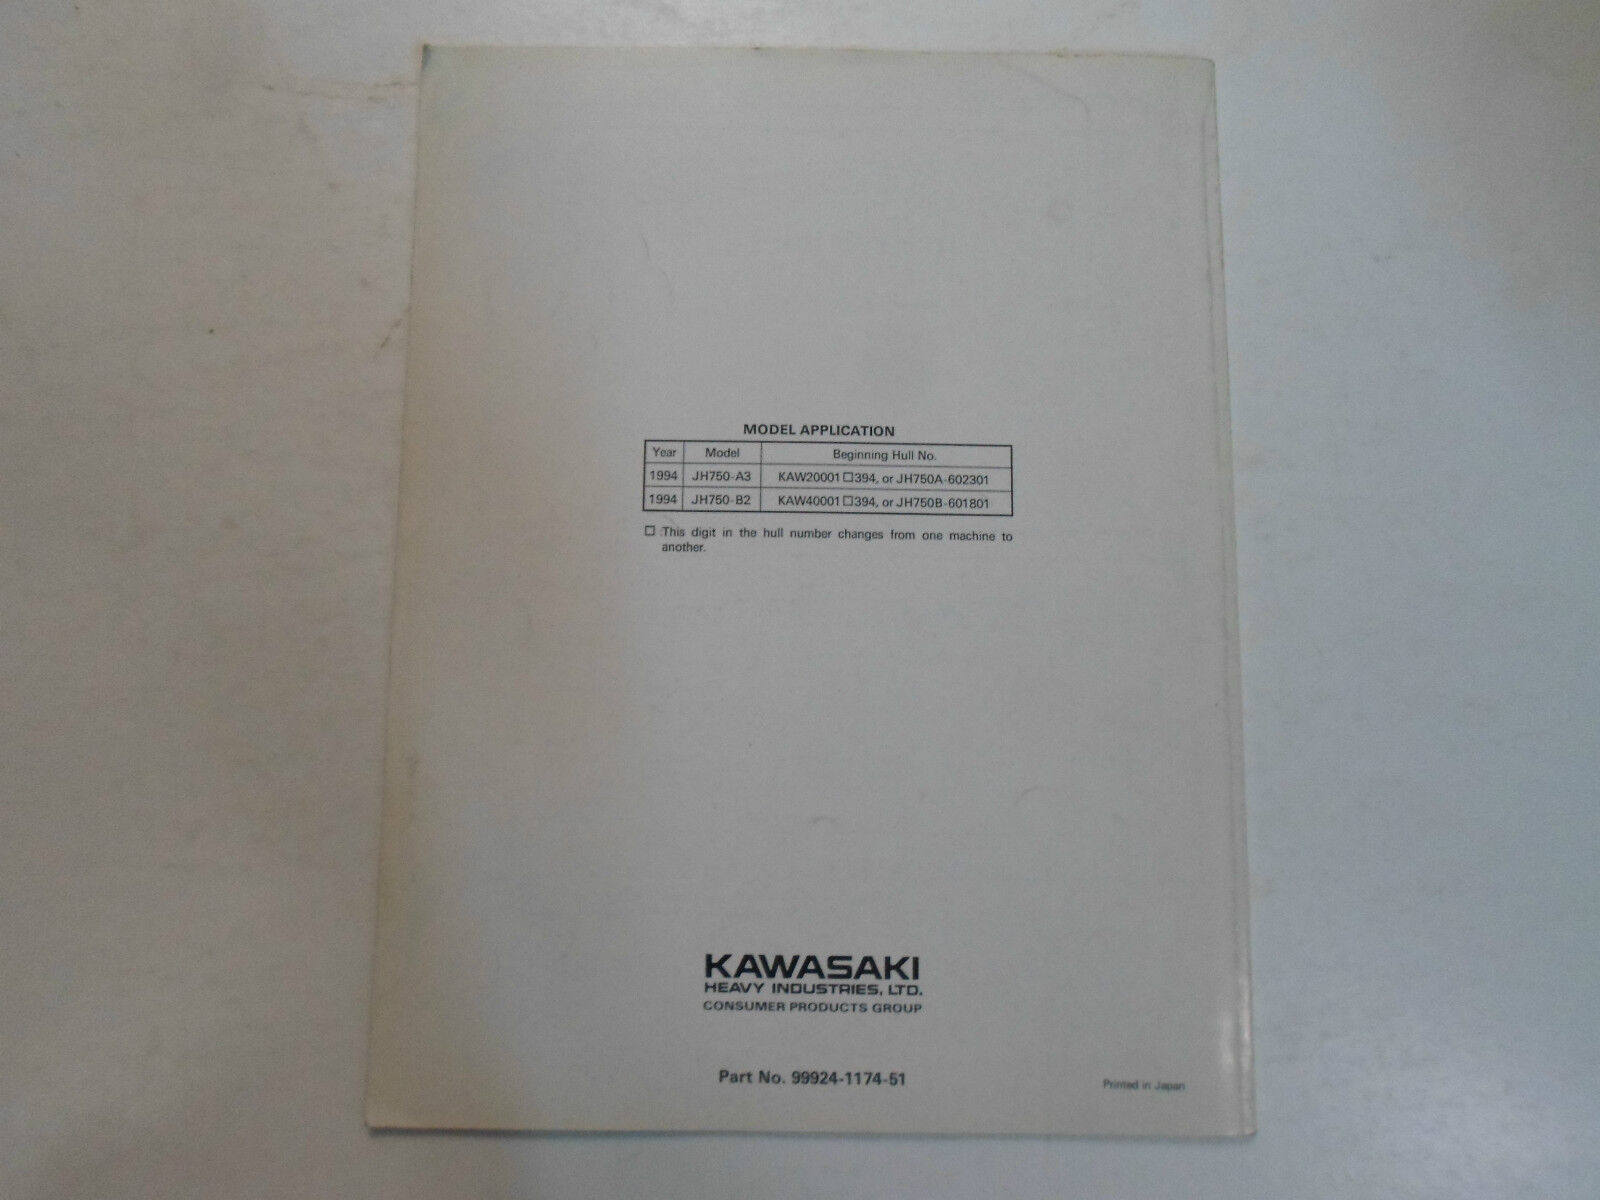 MODEL APPLICATION
Year Model Beginning Hull No.
1994 JH750-A3 KAW20001□394, or JH750A-602301
1994 JH750-B2 KAW40001□394, or JH750B-601801
□ :This digit in the hull number changes from one machine to
another.
KAWASAKI
HEAVY INDUSTRIES, LTD.
CONSUMER PRODUCTS GROUP
Part No. 99924-1174-51
Printed in Japan